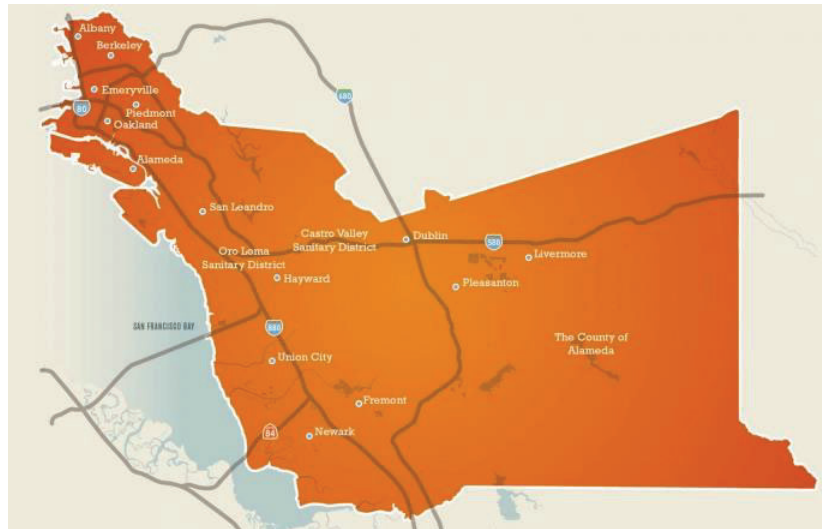 Albany
Berkeley
680
Emeryville
80
Piedmont
Oakland
Alameda
San Leandro
Castro Valley
Sanitary District
Dublin
580
Oro Loma
Sanitary District
Livermore
Hayward
Pleasanton
SAN FRANCISCO BAY
880
The County of
Alameda
Union City
Fremont
84
Newark